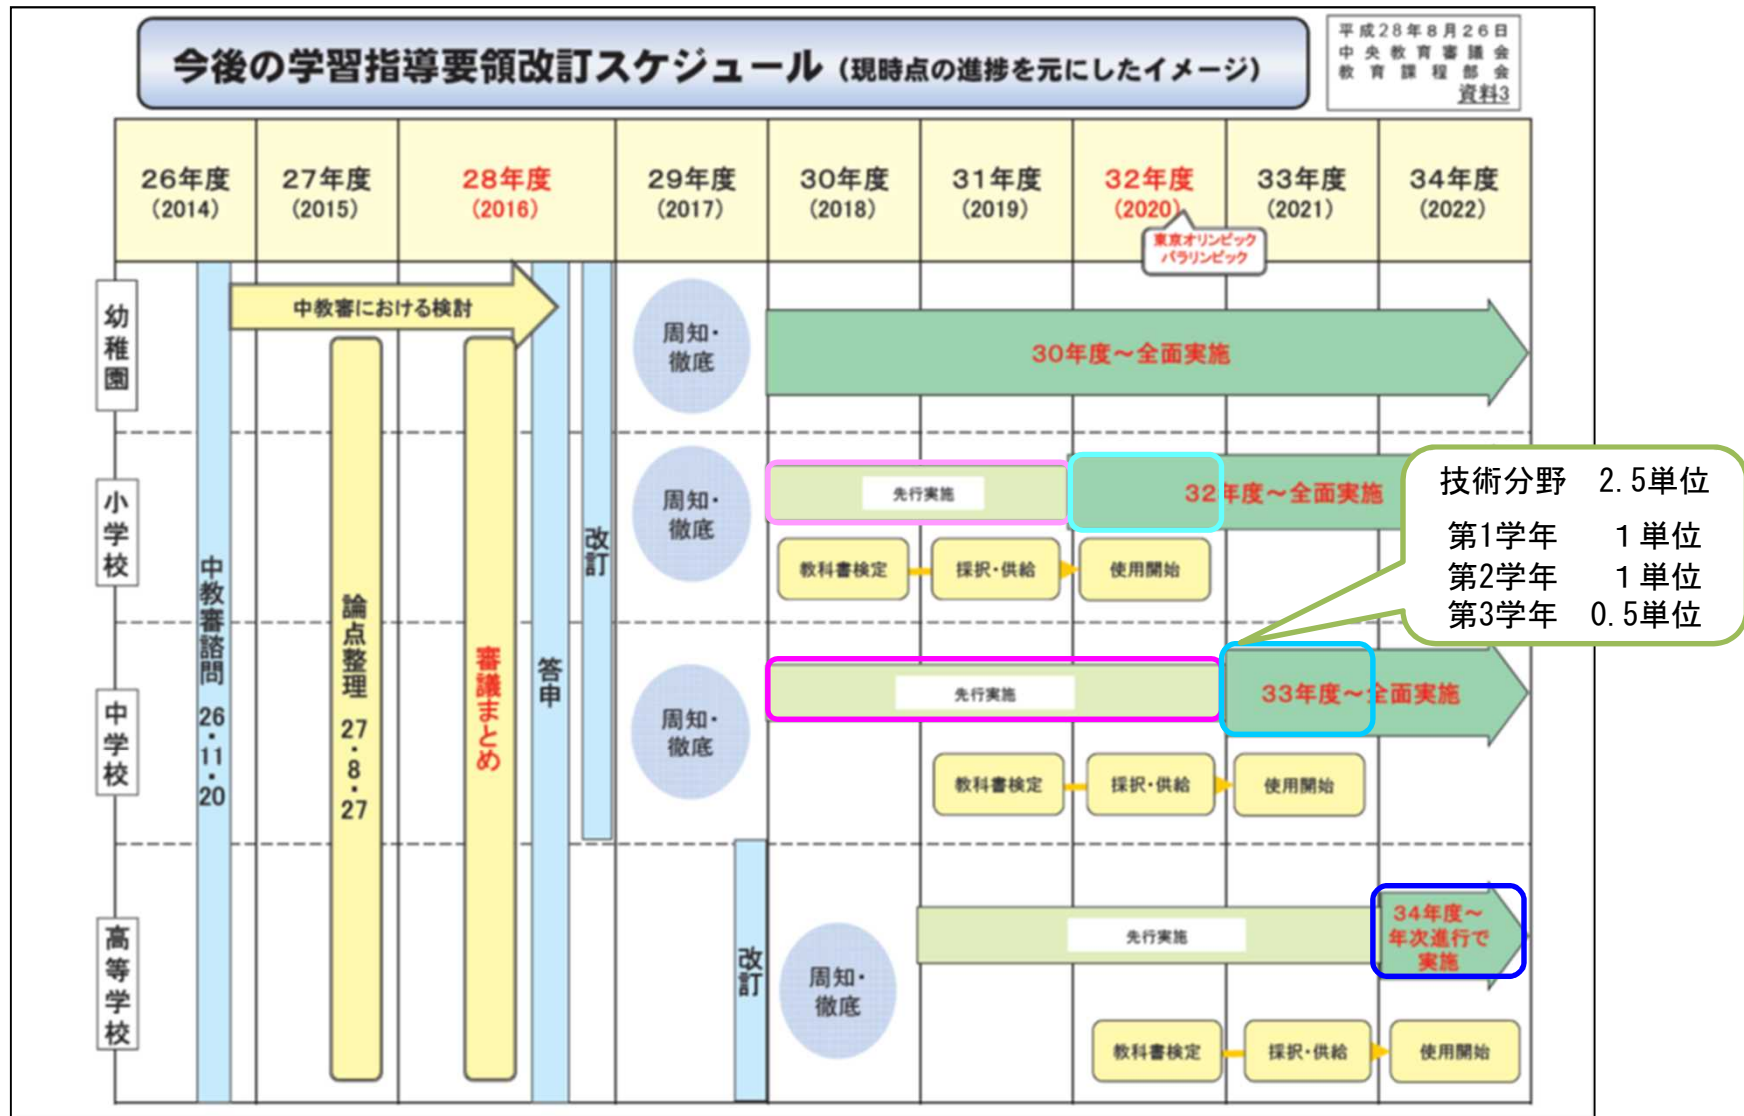 今後の学習指導要領改訂スケジュール(現時点の進捗を元にしたイメージ)
平成28年8月26日
中央教育審議会
教育課程部会
資料3
26年度
(2014)
27年度
(2015)
28年度
(2016)
29年度
(2017)
30年度
(2018)
31年度
(2019)
32年度
(2020)
33年度
(2021)
34年度
(2022)
東京オリンピック
パラリンピック
幼稚園
中教審における検討
周知・
徹底
30年度～全面実施
小学校
周知・
徹底
先行実施
32年度～全面実施
教科書検定
採択・供給
使用開始
技術分野 2.5単位
第1学年 1単位
第2学年 1単位
第3学年 0.5単位
中教審諮問 26・11・20
論点整理 27・8・27
審議まとめ
答申
改訂
中学校
周知・
徹底
先行実施
33年度～全面実施
教科書検定
採択・供給
使用開始
高等学校
改訂
周知・
徹底
先行実施
34年度～
年次進行で
実施
教科書検定
採択・供給
使用開始